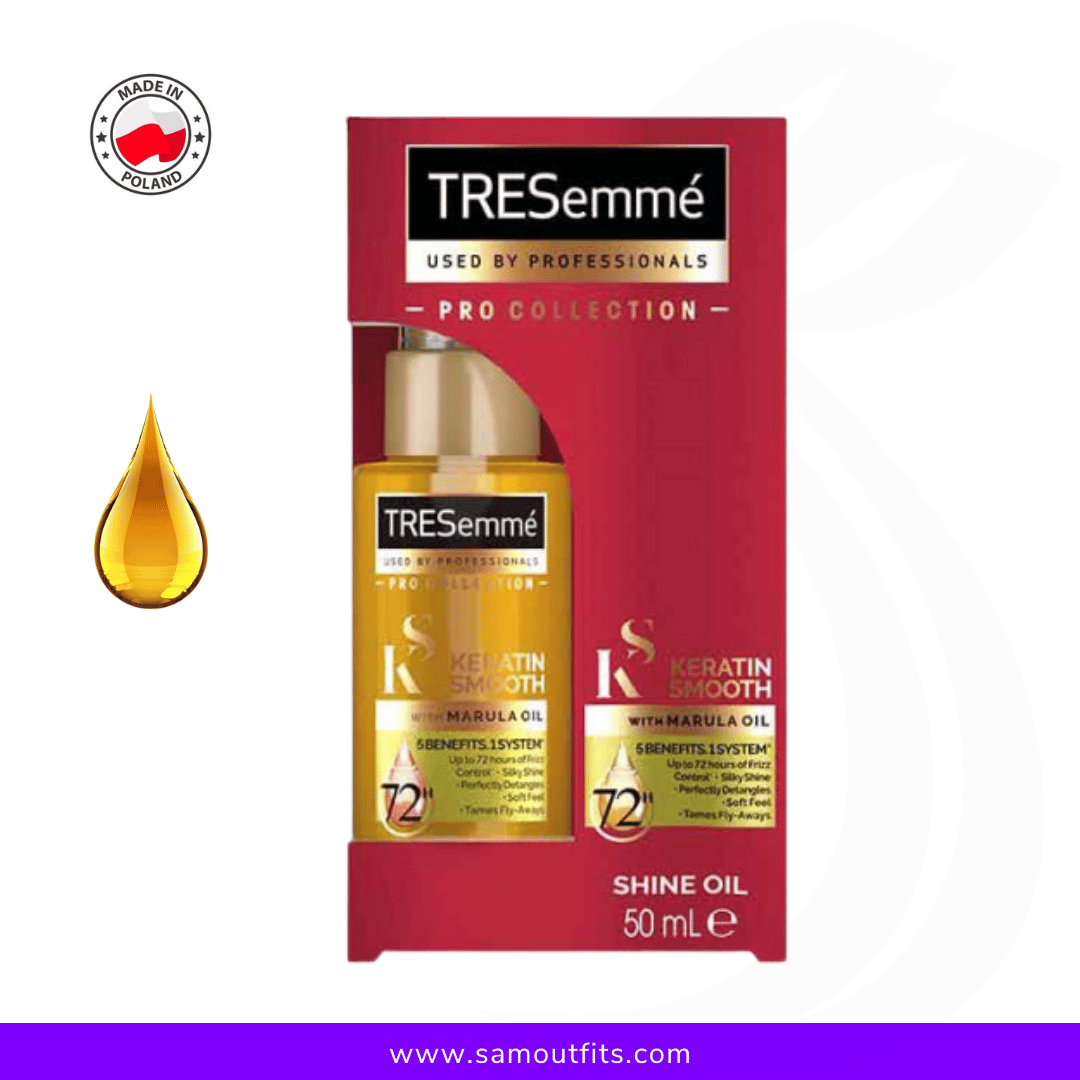 MADE IN
POLAND
TRESemmé
USED BY PROFESSIONALS
PRO COLLECTION
TRESemmé
USED BY PROFESSIONALS
PRO COLLECTION
KS
KERATIN
SMOOTH
WITH MARULA OIL
5 BENEFITS. 1 SYSTEM*
Up to 72 hours of Frizz
Control* • Silky Shine
• Perfectly Detangles
• Soft Feel
• Tames Fly-Aways
72H
KS
KERATIN
SMOOTH
WITH MARULA OIL
5 BENEFITS. 1 SYSTEM*
Up to 72 hours of Frizz
Control* • Silky Shine
• Perfectly Detangles
• Soft Feel
• Tames Fly-Aways
72H
SHINE OIL
50 mL ℮
www.samoutfits.com